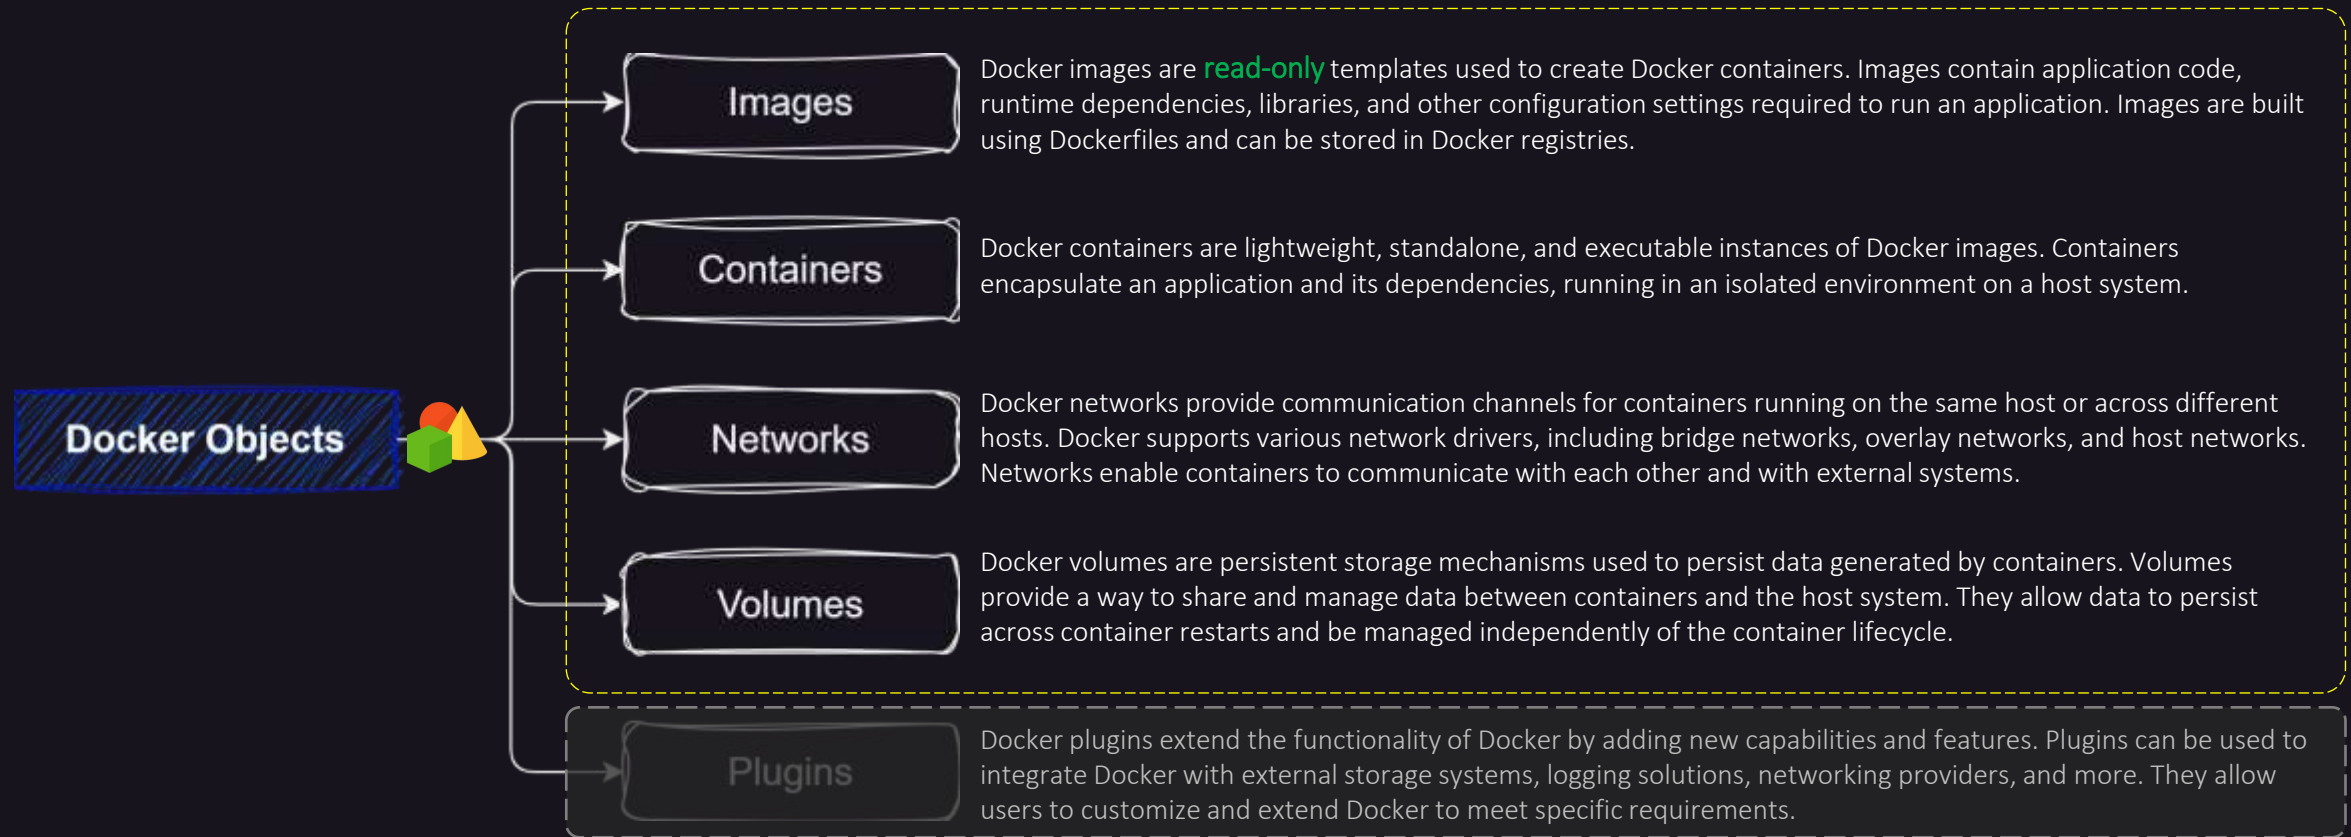 Docker Objects
Images
Docker images are read-only templates used to create Docker containers. Images contain application code,
runtime dependencies, libraries, and other configuration settings required to run an application. Images are built
using Dockerfiles and can be stored in Docker registries.
Containers
Docker containers are lightweight, standalone, and executable instances of Docker images. Containers
encapsulate an application and its dependencies, running in an isolated environment on a host system.
Networks
Docker networks provide communication channels for containers running on the same host or across different
hosts. Docker supports various network drivers, including bridge networks, overlay networks, and host networks.
Networks enable containers to communicate with each other and with external systems.
Volumes
Docker volumes are persistent storage mechanisms used to persist data generated by containers. Volumes
provide a way to share and manage data between containers and the host system. They allow data to persist
across container restarts and be managed independently of the container lifecycle.
Plugins
Docker plugins extend the functionality of Docker by adding new capabilities and features. Plugins can be used to
integrate Docker with external storage systems, logging solutions, networking providers, and more. They allow
users to customize and extend Docker to meet specific requirements.